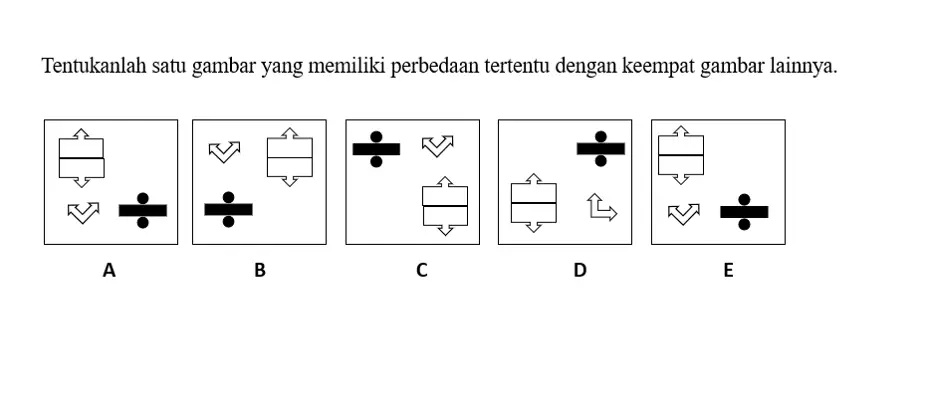 Tentukanlah satu gambar yang memiliki perbedaan tertentu dengan keempat gambar lainnya.
A B C D E